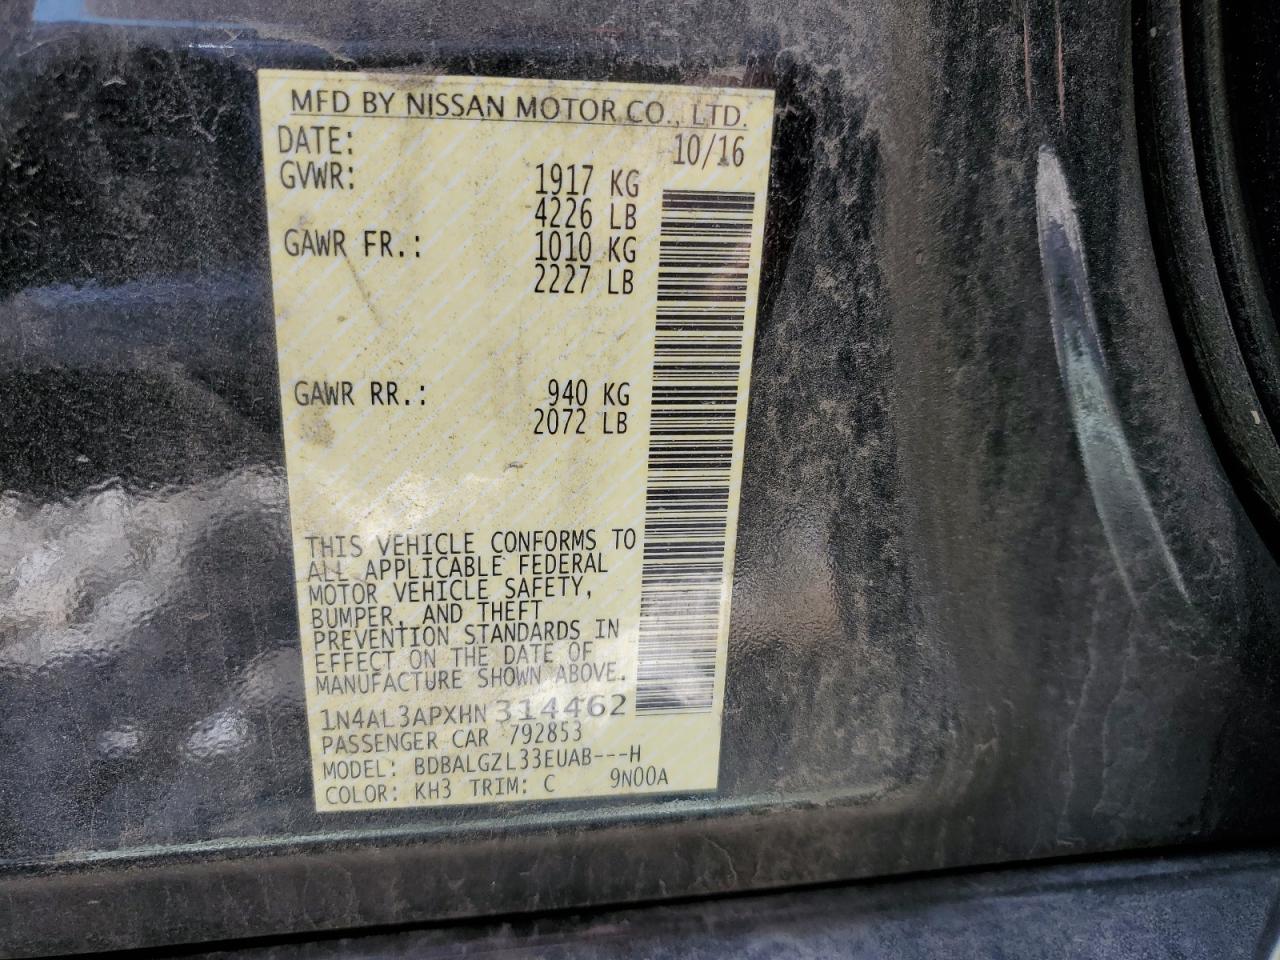 MFD BY NISSAN MOTOR CO., LTD.
DATE: 10/16
GVWR: 1917 KG
4226 LB
GAWR FR.: 1010 KG
2227 LB
GAWR RR.: 940 KG
2072 LB
THIS VEHICLE CONFORMS TO
ALL APPLICABLE FEDERAL
MOTOR VEHICLE SAFETY,
BUMPER, AND THEFT
PREVENTION STANDARDS IN
EFFECT ON THE DATE OF
MANUFACTURE SHOWN ABOVE.
1N4AL3APXHN314462
PASSENGER CAR 792853
MODEL: BDBALGZL33EUAB---H
COLOR: KH3 TRIM: C 9N00A